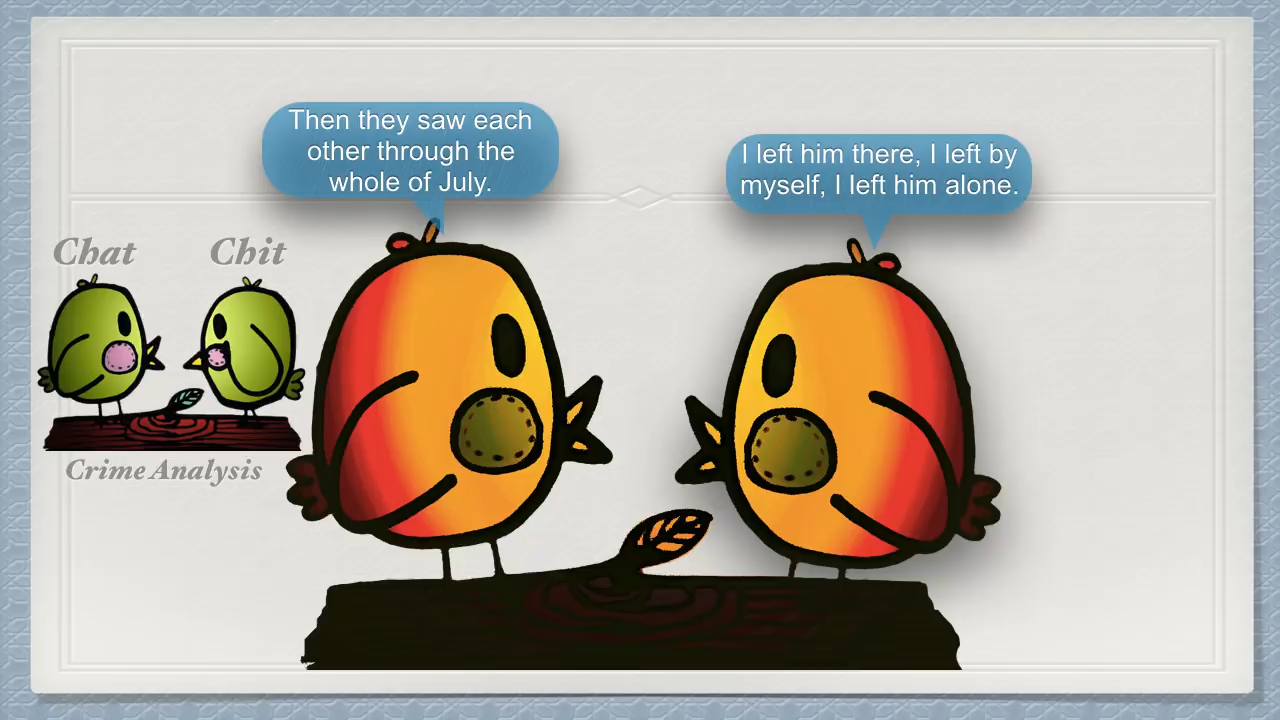 Then they saw each
other through the
whole of July.
I left him there, I left by
myself, I left him alone.
Chat Chit
Crime Analysis